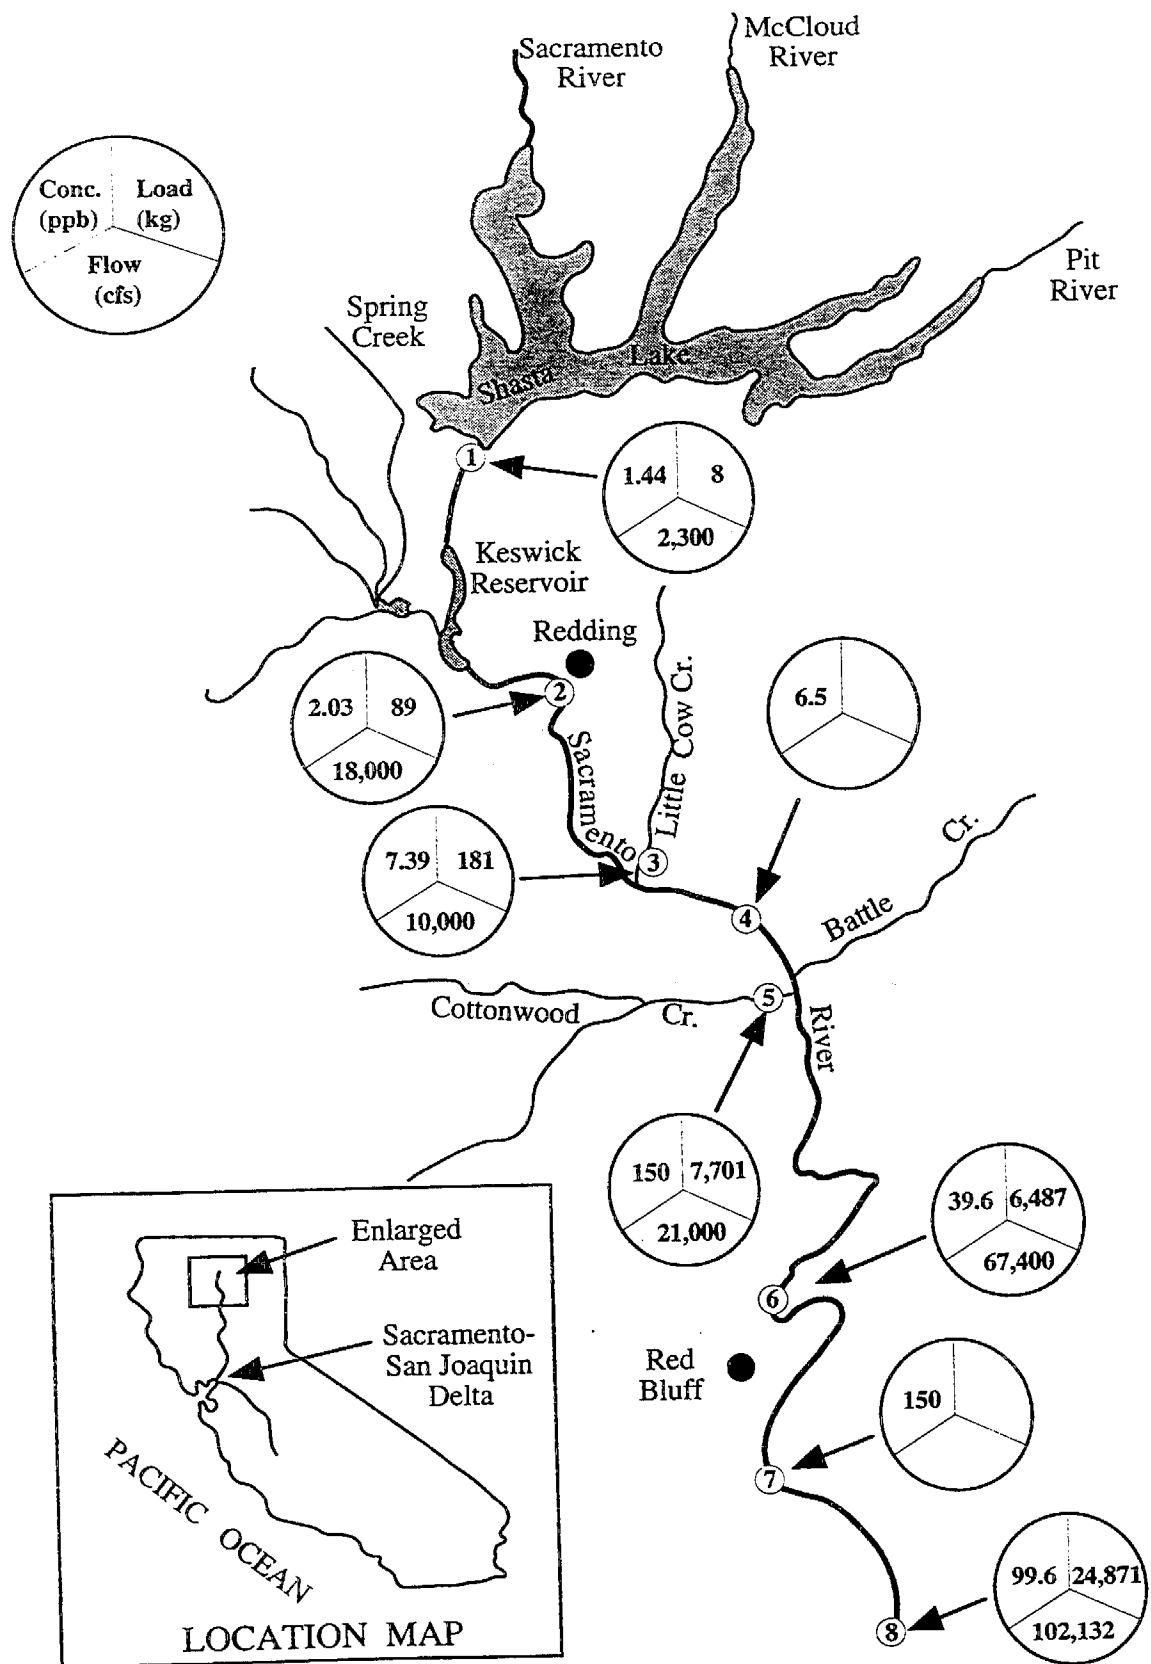 Sacramento
River
McCloud
River
Conc.
(ppb)
Load
(kg)
Flow
(cfs)
Pit
River
Spring
Creek
Shasta
Lake
1
1.44
8
2,300
Keswick
Reservoir
Redding
2
2.03
89
18,000
Little Cow Cr.
6.5
Sacramento
7.39
181
10,000
3
4
Battle
Cr.
Cottonwood
Cr.
5
River
150
7,701
21,000
39.6
6,487
67,400
6
Red
Bluff
150
7
99.6
24,871
102,132
8
Enlarged
Area
Sacramento-
San Joaquin
Delta
PACIFIC OCEAN
LOCATION MAP